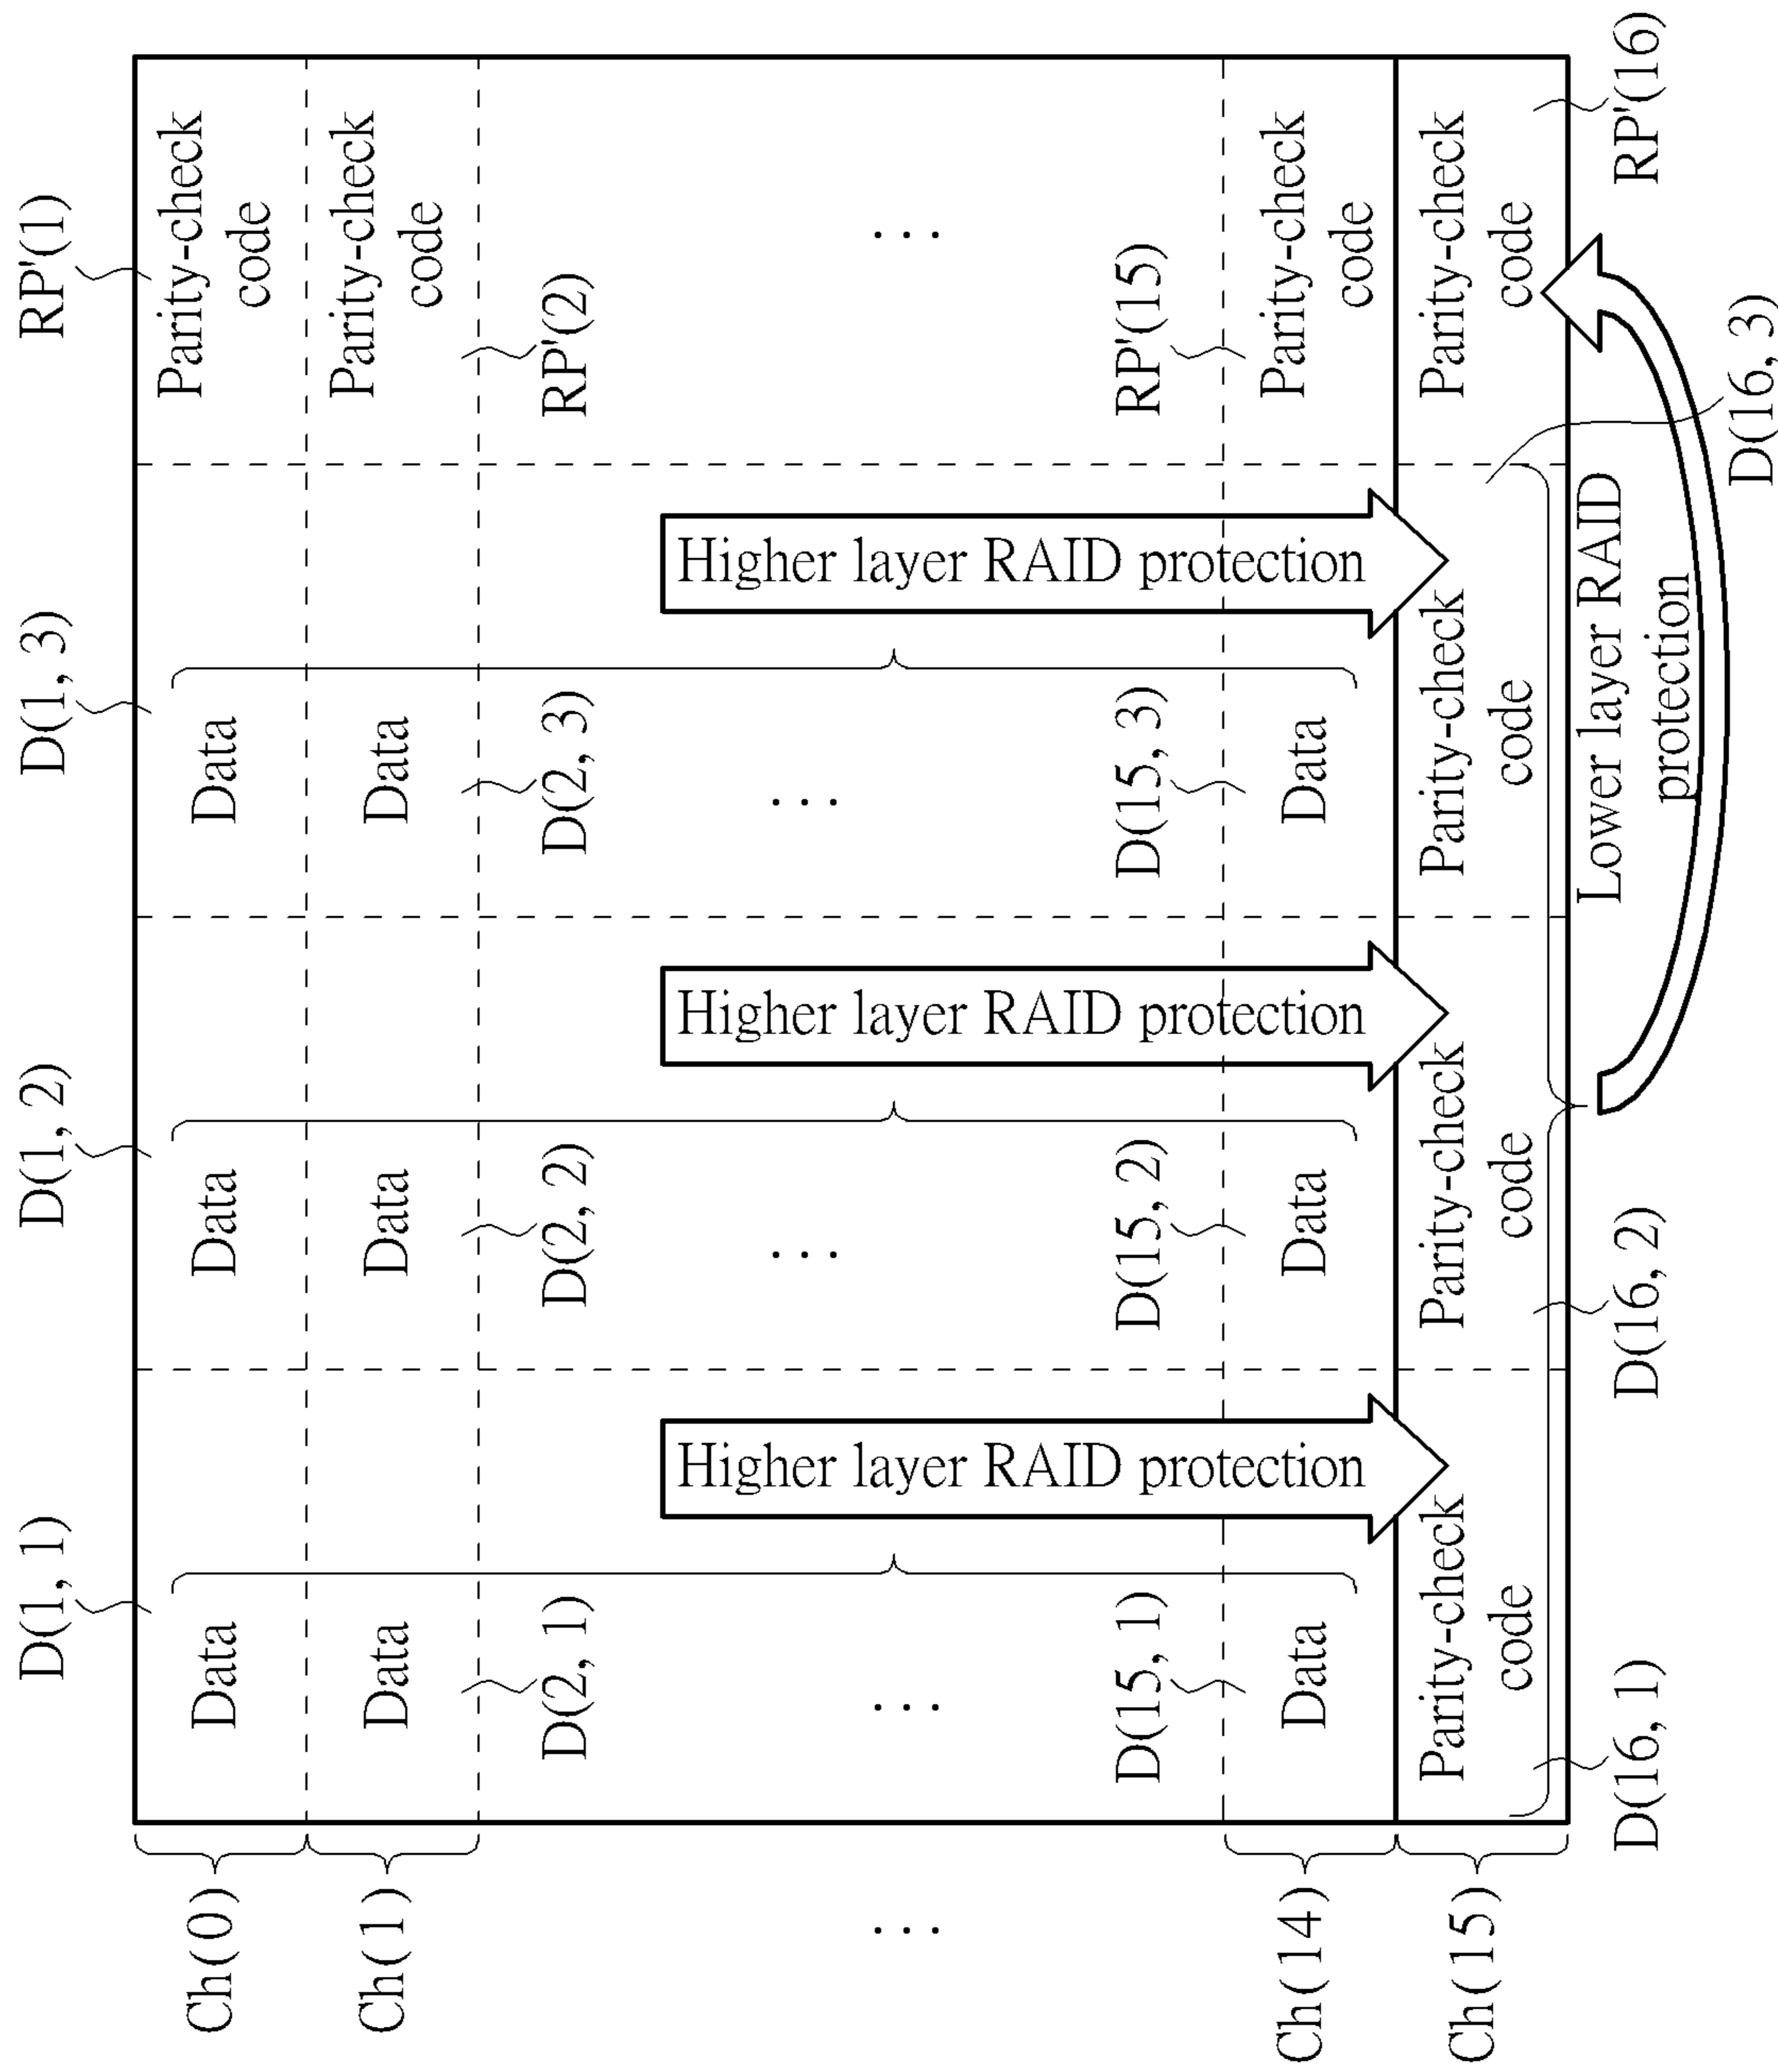 D(1, 1)
D(1, 2)
D(1, 3)
RP'(1)
Ch(0)
Data
Data
Data
Parity-check
code
Ch(1)
Data
Data
Data
Parity-check
code
D(2, 1)
D(2, 2)
D(2, 3)
RP'(2)
...
...
...
...
...
Higher layer RAID protection
Higher layer RAID protection
Higher layer RAID protection
D(15, 1)
D(15, 2)
D(15, 3)
RP'(15)
Ch(14)
Data
Data
Data
Parity-check
code
Ch(15)
Parity-check
code
Parity-check
code
Parity-check
code
Parity-check
code
Lower layer RAID
protection
D(16, 1)
D(16, 2)
D(16, 3)
RP'(16)